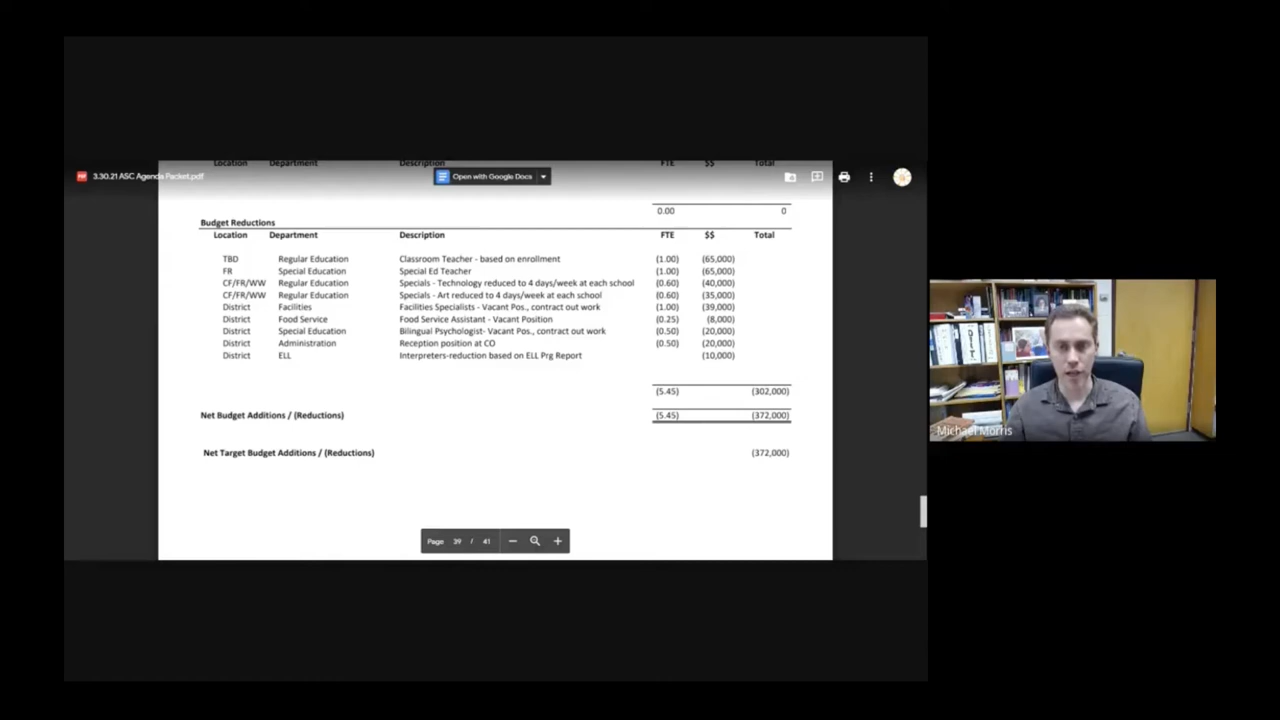 Location Department Description FTE $$ Total
3.30.21 ASC Agenda Packet.pdf Open with Google Docs
0.00 0
Budget Reductions
Location Department Description FTE $$ Total
TBD Regular Education Classroom Teacher - based on enrollment (1.00) (65,000)
FR Special Education Special Ed Teacher (1.00) (65,000)
CF/FR/WW Regular Education Specials - Technology reduced to 4 days/week at each school (0.60) (40,000)
CF/FR/WW Regular Education Specials - Art reduced to 4 days/week at each school (0.60) (35,000)
District Facilities Facilities Specialists - Vacant Pos., contract out work (1.00) (39,000)
District Food Service Food Service Assistant - Vacant Position (0.25) (8,000)
District Special Education Bilingual Psychologist- Vacant Pos., contract out work (0.50) (20,000)
District Administration Reception position at CO (0.50) (20,000)
District ELL Interpreters-reduction based on ELL Prg Report (10,000)
(5.45) (302,000)
Net Budget Additions / (Reductions) (5.45) (372,000)
Net Target Budget Additions / (Reductions) (372,000)
Page 39 / 41
Michael Morris